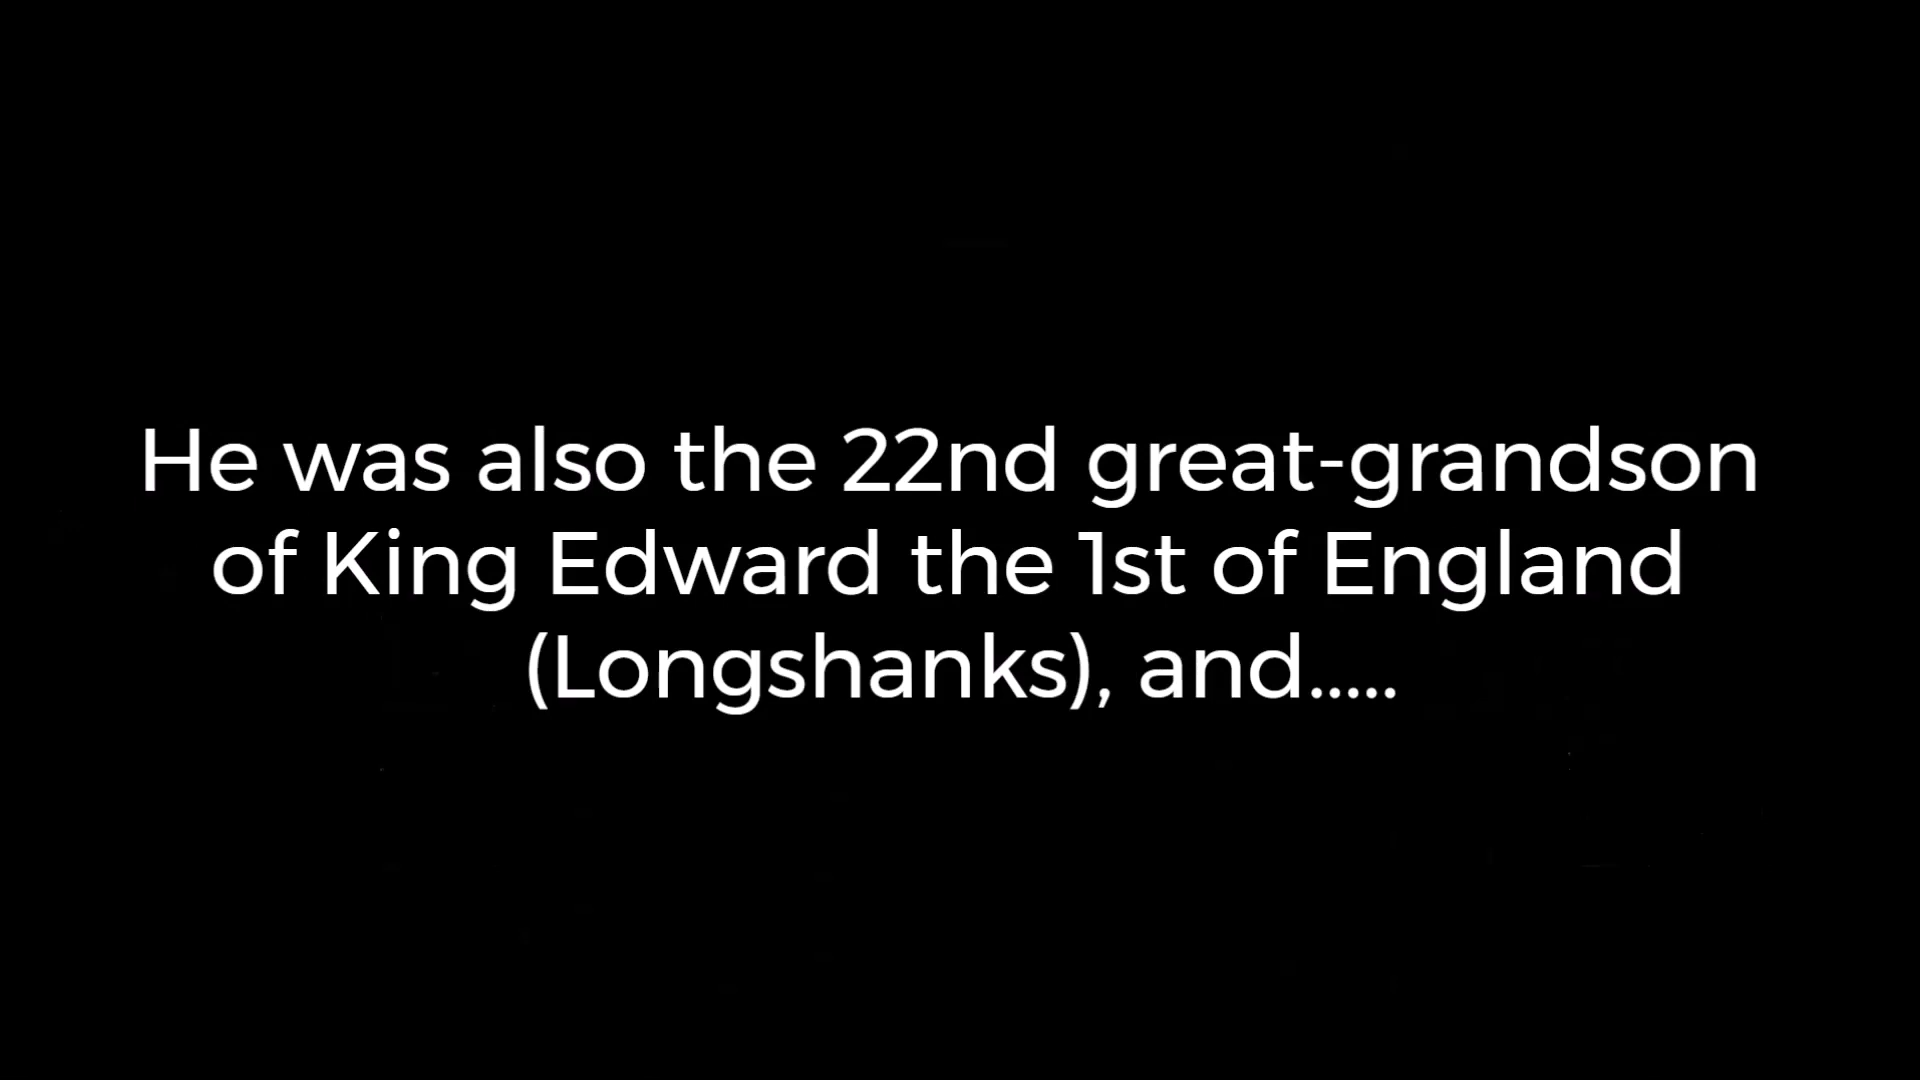 He was also the 22nd great-grandson
of King Edward the 1st of England
(Longshanks), and.....